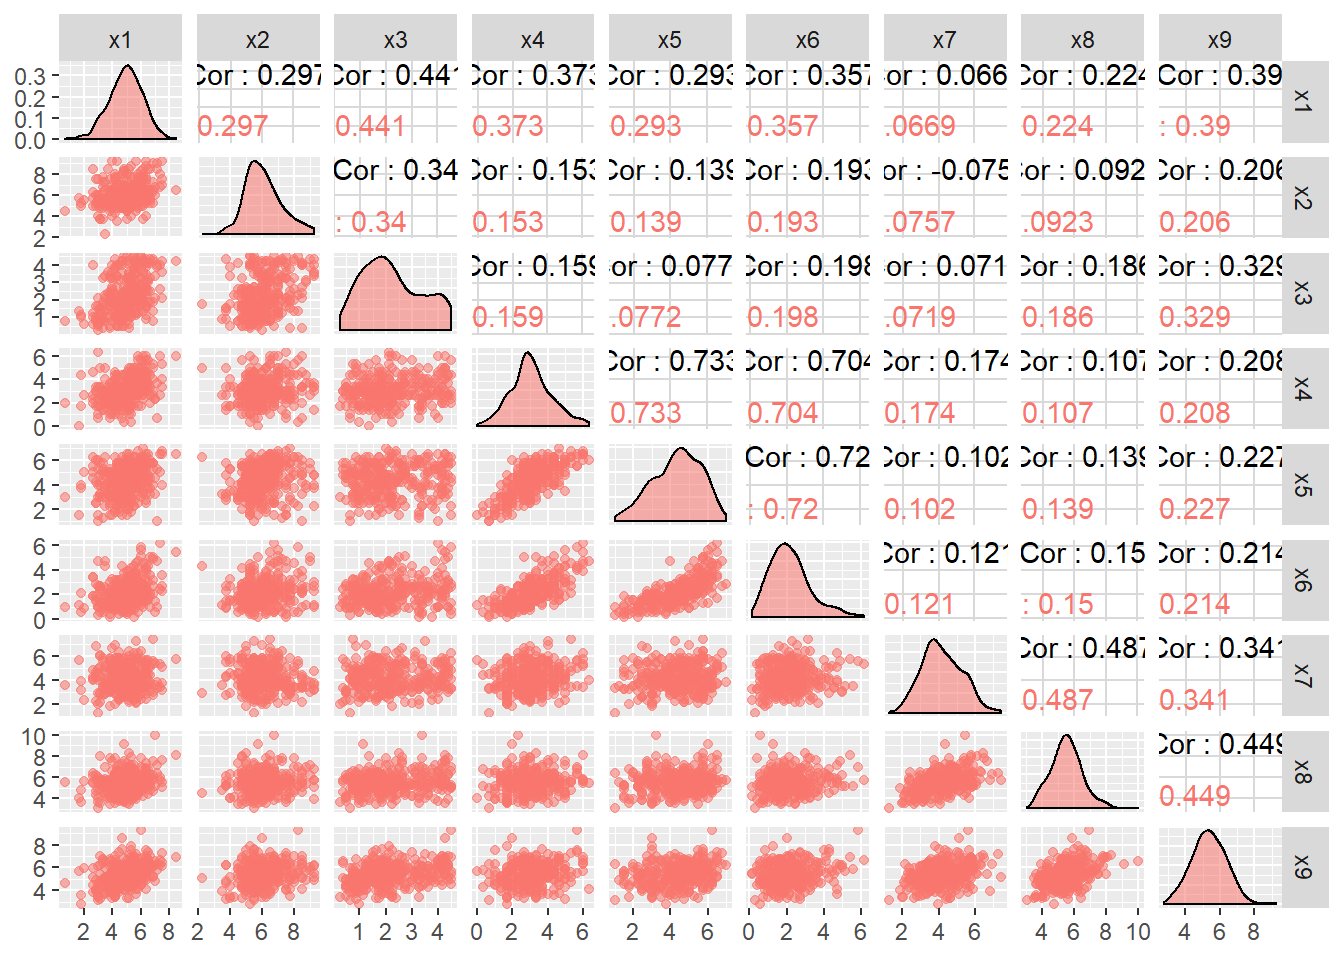 x1 x2 x3 x4 x5 x6 x7 x8 x9
0.3 0.2 0.1 0.0 Cor : 0.297 Cor : 0.441 Cor : 0.373 Cor : 0.293 Cor : 0.357 Cor : 0.066 Cor : 0.224 Cor : 0.39 x1
0.297 0.441 0.373 0.293 0.357 .0669 0.224 : 0.39
8 6 4 2 Cor : 0.34 Cor : 0.153 Cor : 0.139 Cor : 0.193 or : -0.075 Cor : 0.092 Cor : 0.206 x2
: 0.34 0.153 0.139 0.193 .0757 .0923 0.206
4 3 2 1 Cor : 0.159 or : 0.077 Cor : 0.198 Cor : 0.071 Cor : 0.186 Cor : 0.329 x3
0.159 .0772 0.198 .0719 0.186 0.329
6 4 2 0 Cor : 0.733 Cor : 0.704 Cor : 0.174 Cor : 0.107 Cor : 0.208 x4
0.733 0.704 0.174 0.107 0.208
6 4 2 Cor : 0.72 Cor : 0.102 Cor : 0.139 Cor : 0.227 x5
: 0.72 0.102 0.139 0.227
6 4 2 0 Cor : 0.121 Cor : 0.15 Cor : 0.214 x6
0.121 : 0.15 0.214
6 4 2 Cor : 0.487 Cor : 0.341 x7
0.487 0.341
10 8 6 4 Cor : 0.449 x8
0.449
8 6 4 x9
2 4 6 8 2 4 6 8 1 2 3 4 0 2 4 6 2 4 6 0 2 4 6 2 4 6 4 6 8 10 4 6 8